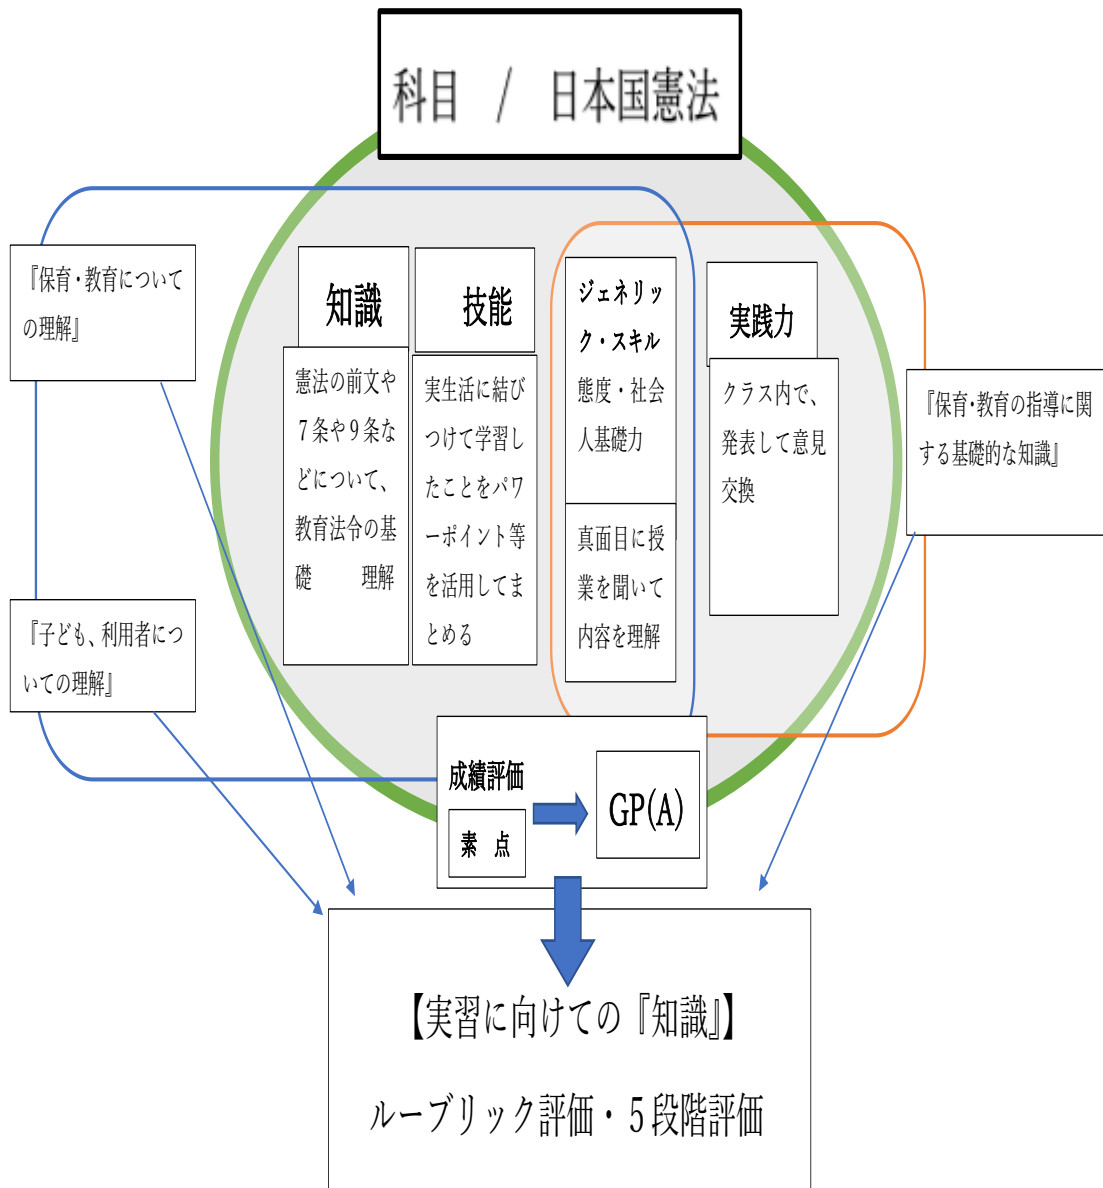 科目　/　日本国憲法
『保育・教育について
の理解』
『子ども、利用者につ
いての理解』
知識
憲法の前文や
７条や９条な
どについて、
教育法令の基
礎　　理解
技能
実生活に結び
つけて学習し
たことをパワ
ーポイント等
を活用してま
とめる
ジェネリッ
ク・スキル
態度・社会
人基礎力
真面目に授
業を聞いて
内容を理解
実践力
クラス内で、
発表して意見
交換
『保育・教育の指導に関
する基礎的な知識』
成績評価
素　点
GP(A)
【実習に向けての『知識』】
ルーブリック評価・５段階評価